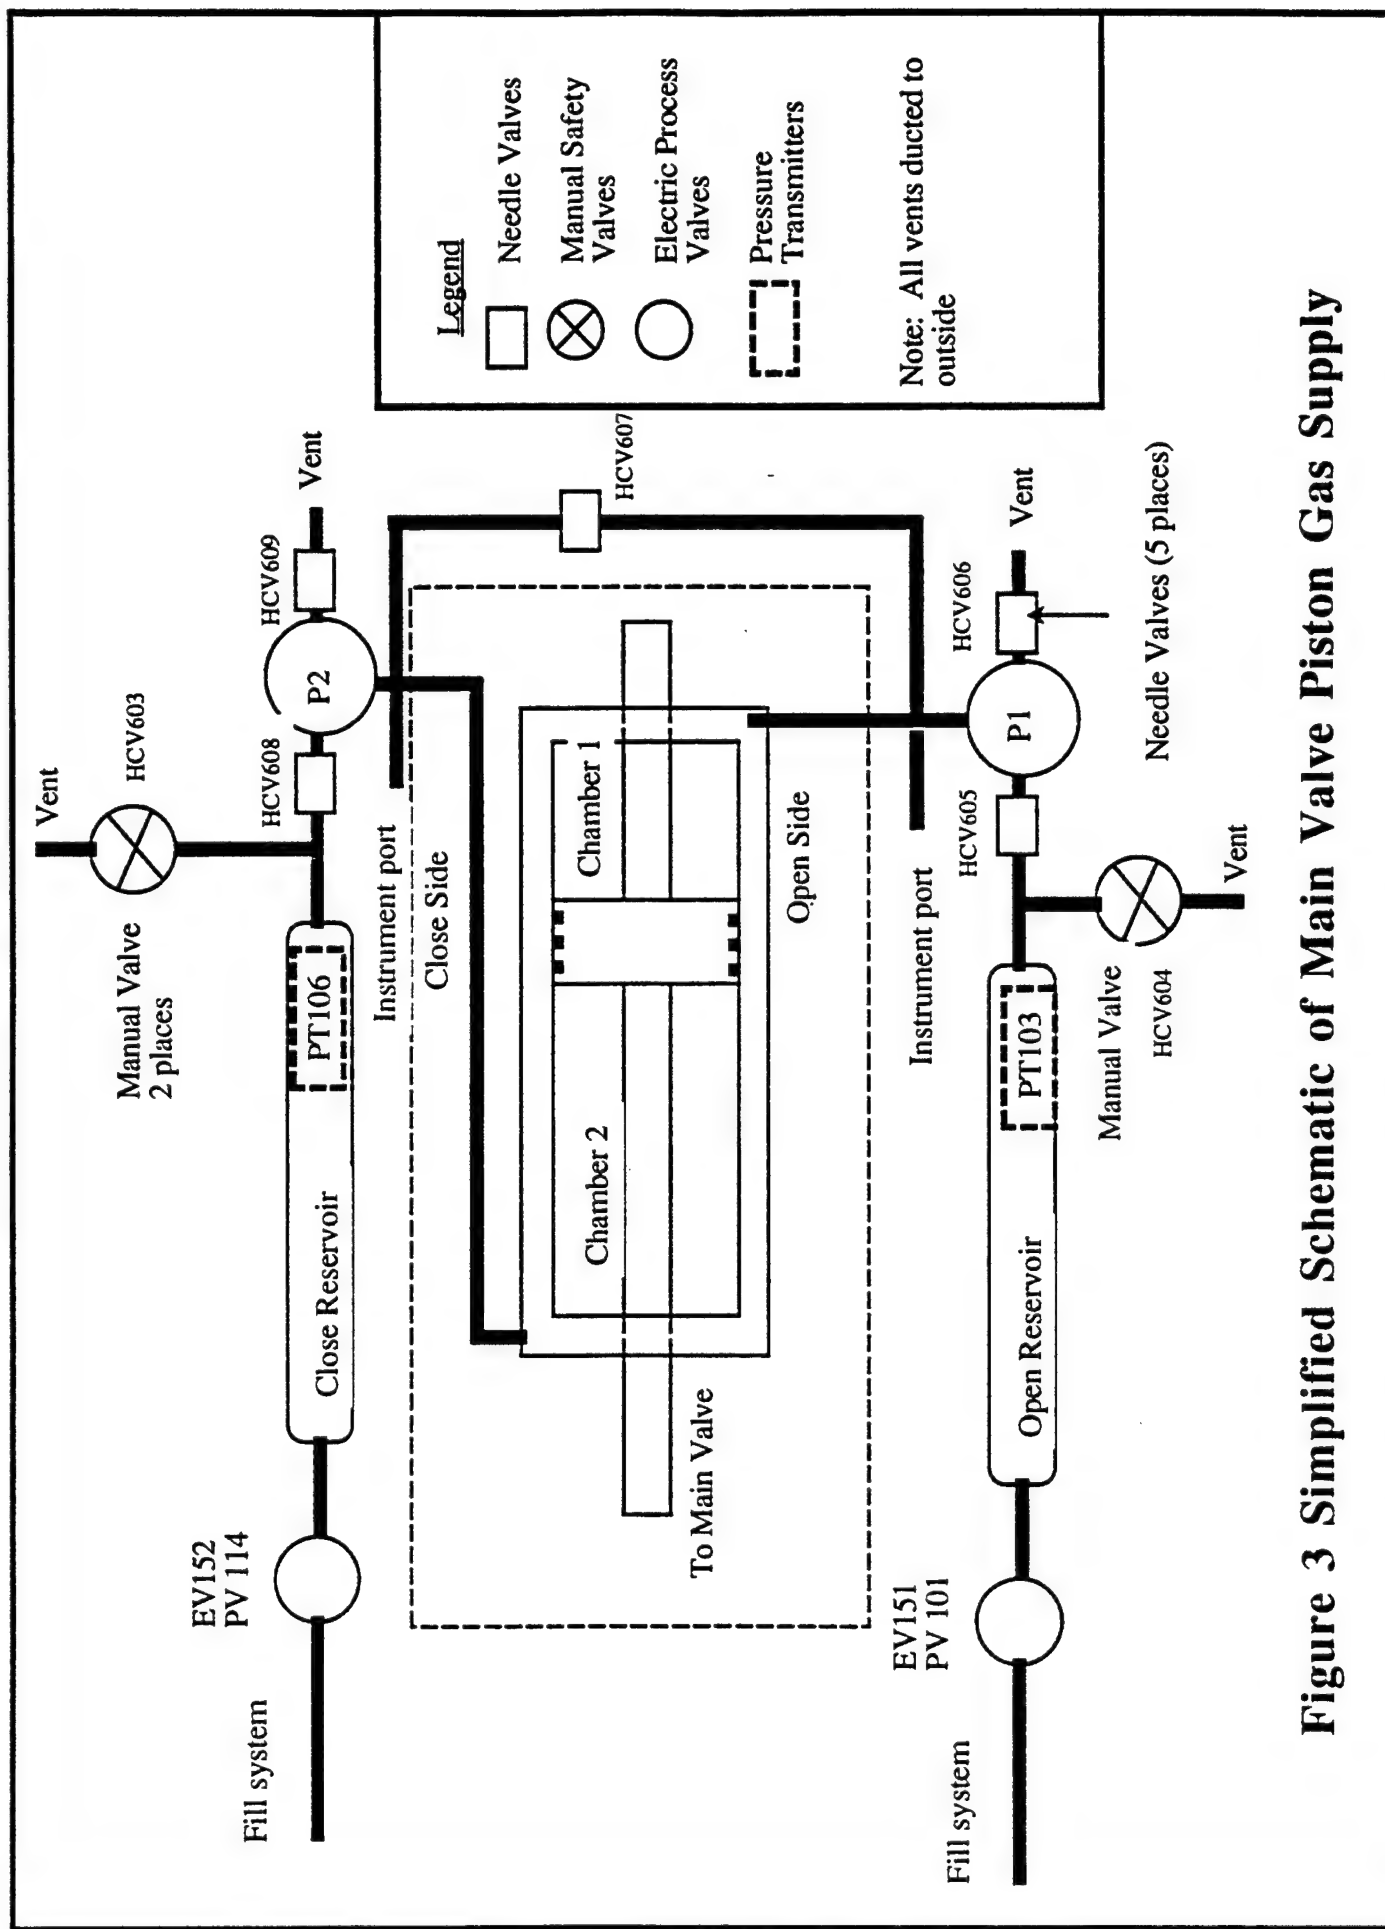 Vent
HCV603
Manual Valve
2 places
EV152
PV 114
Fill system
Close Reservoir
PT106
HCV608
P2
HCV609
Vent
Instrument port
Close Side
Chamber 2
Chamber 1
To Main Valve
Open Side
HCV607
Instrument port
EV151
PV 101
Fill system
Open Reservoir
PT103
HCV605
P1
HCV606
Vent
Manual Valve
HCV604
Vent
Needle Valves (5 places)
Legend
Needle Valves
Manual Safety
Valves
Electric Process
Valves
Pressure
Transmitters
Note: All vents ducted to
outside
Figure 3 Simplified Schematic of Main Valve Piston Gas Supply